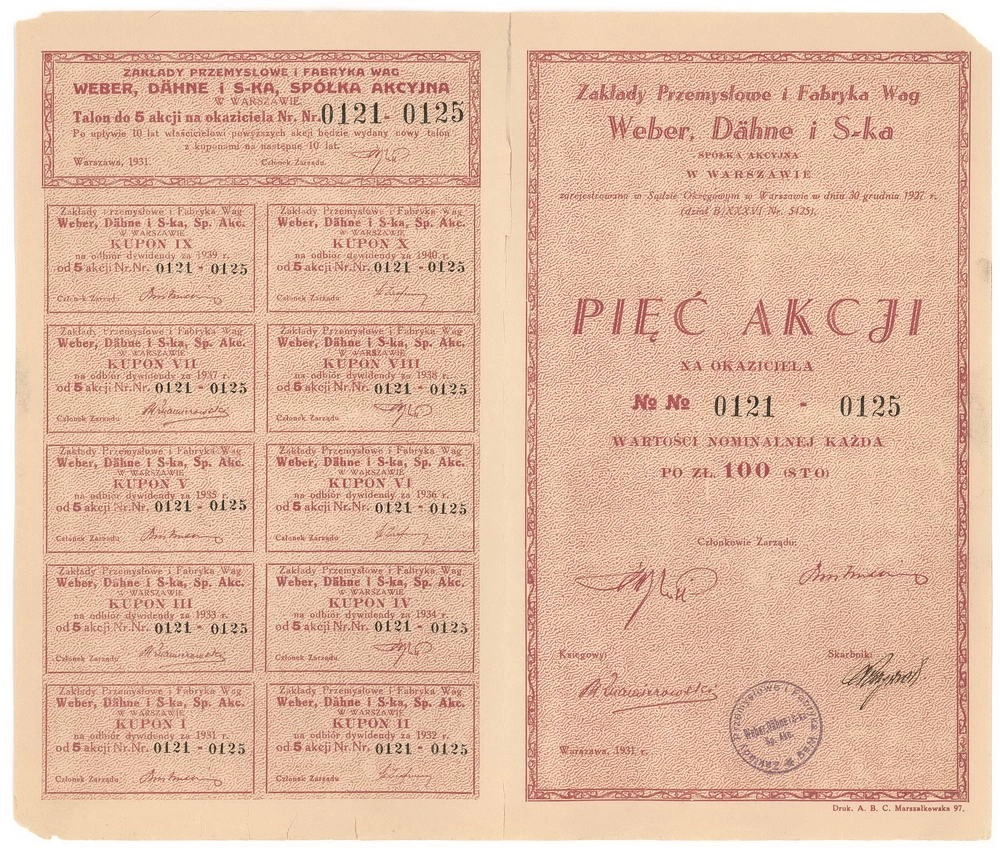 ZAKŁADY PRZEMYSŁOWE i FABRYKA WAG
WEBER, DÄHNE i S-KA, SPÓŁKA AKCYJNA
W WARSZAWIE
Talon do 5 akcji na okaziciela Nr. Nr. 0121 - 0125
Po upływie 10 lat właścicielowi powyższych akcji będzie wydany nowy talon
z kuponami na następne 10 lat.
Warszawa, 1931. Członek Zarządu
Zakłady Przemysłowe i Fabryka Wag
Weber, Dähne i S-ka, Sp. Akc.
W WARSZAWIE
KUPON IX
na odbiór dywidendy za 1939 r.
od 5 akcji Nr.Nr. 0121 - 0125
Członek Zarządu
Zakłady Przemysłowe i Fabryka Wag
Weber, Dähne i S-ka, Sp. Akc.
W WARSZAWIE
KUPON X
na odbiór dywidendy za 1940 r.
od 5 akcji Nr.Nr. 0121 - 0125
Członek Zarządu
Zakłady Przemysłowe i Fabryka Wag
Weber, Dähne i S-ka, Sp. Akc.
W WARSZAWIE
KUPON VII
na odbiór dywidendy za 1937 r.
od 5 akcji Nr.Nr. 0121 - 0125
Członek Zarządu
Zakłady Przemysłowe i Fabryka Wag
Weber, Dähne i S-ka, Sp. Akc.
W WARSZAWIE
KUPON VIII
na odbiór dywidendy za 1938 r.
od 5 akcji Nr.Nr. 0121 - 0125
Członek Zarządu
Zakłady Przemysłowe i Fabryka Wag
Weber, Dähne i S-ka, Sp. Akc.
W WARSZAWIE
KUPON V
na odbiór dywidendy za 1935 r.
od 5 akcji Nr.Nr. 0121 - 0125
Członek Zarządu
Zakłady Przemysłowe i Fabryka Wag
Weber, Dähne i S-ka, Sp. Akc.
W WARSZAWIE
KUPON VI
na odbiór dywidendy za 1936 r.
od 5 akcji Nr.Nr. 0121 - 0125
Członek Zarządu
Zakłady Przemysłowe i Fabryka Wag
Weber, Dähne i S-ka, Sp. Akc.
W WARSZAWIE
KUPON III
na odbiór dywidendy za 1933 r.
od 5 akcji Nr.Nr. 0121 - 0125
Członek Zarządu
Zakłady Przemysłowe i Fabryka Wag
Weber, Dähne i S-ka, Sp. Akc.
W WARSZAWIE
KUPON IV
na odbiór dywidendy za 1934 r.
od 5 akcji Nr.Nr. 0121 - 0125
Członek Zarządu
Zakłady Przemysłowe i Fabryka Wag
Weber, Dähne i S-ka, Sp. Akc.
W WARSZAWIE
KUPON I
na odbiór dywidendy za 1931 r.
od 5 akcji Nr.Nr. 0121 - 0125
Członek Zarządu
Zakłady Przemysłowe i Fabryka Wag
Weber, Dähne i S-ka, Sp. Akc.
W WARSZAWIE
KUPON II
na odbiór dywidendy za 1932 r.
od 5 akcji Nr.Nr. 0121 - 0125
Członek Zarządu
Zakłady Przemysłowe i Fabryka Wag
Weber, Dähne i S-ka
SPÓŁKA AKCYJNA
W WARSZAWIE
zarejestrowana w Sądzie Okręgowym w Warszawie w dniu 30 grudnia 1927 r.
(dział B/XXXVI Nr. 5425).
PIĘĆ AKCJI
NA OKAZICIELA
№ № 0121 - 0125
WARTOŚCI NOMINALNEJ KAŻDA
PO ZŁ. 100 (STO)
Członkowie Zarządu:
Księgowy: Skarbnik:
Zakłady Przemysłowe i Fabryka Wag
Weber, Dähne i S-ka
Sp. Akc.
Warszawa, 1931 r.
Druk. A. B. C. Marszałkowska 97.